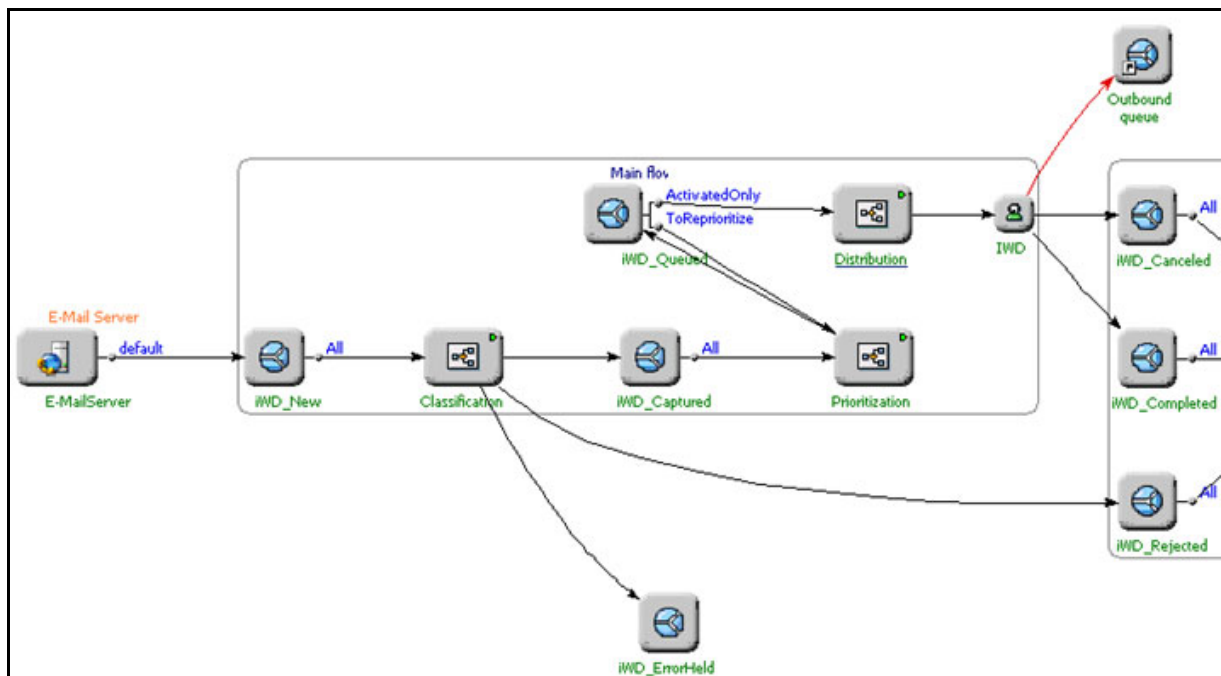 Outbound
queue
Main flov
ActivatedOnly
ToReprioritize
All
iWD_Queued
Distribution
IWD
iWD_Canceled
E-Mail Server
default
All
All
All
E-MailServer
iWD_New
Classification
iWD_Captured
Prioritization
iWD_Completed
All
iWD_Rejected
iWD_ErrorHeld